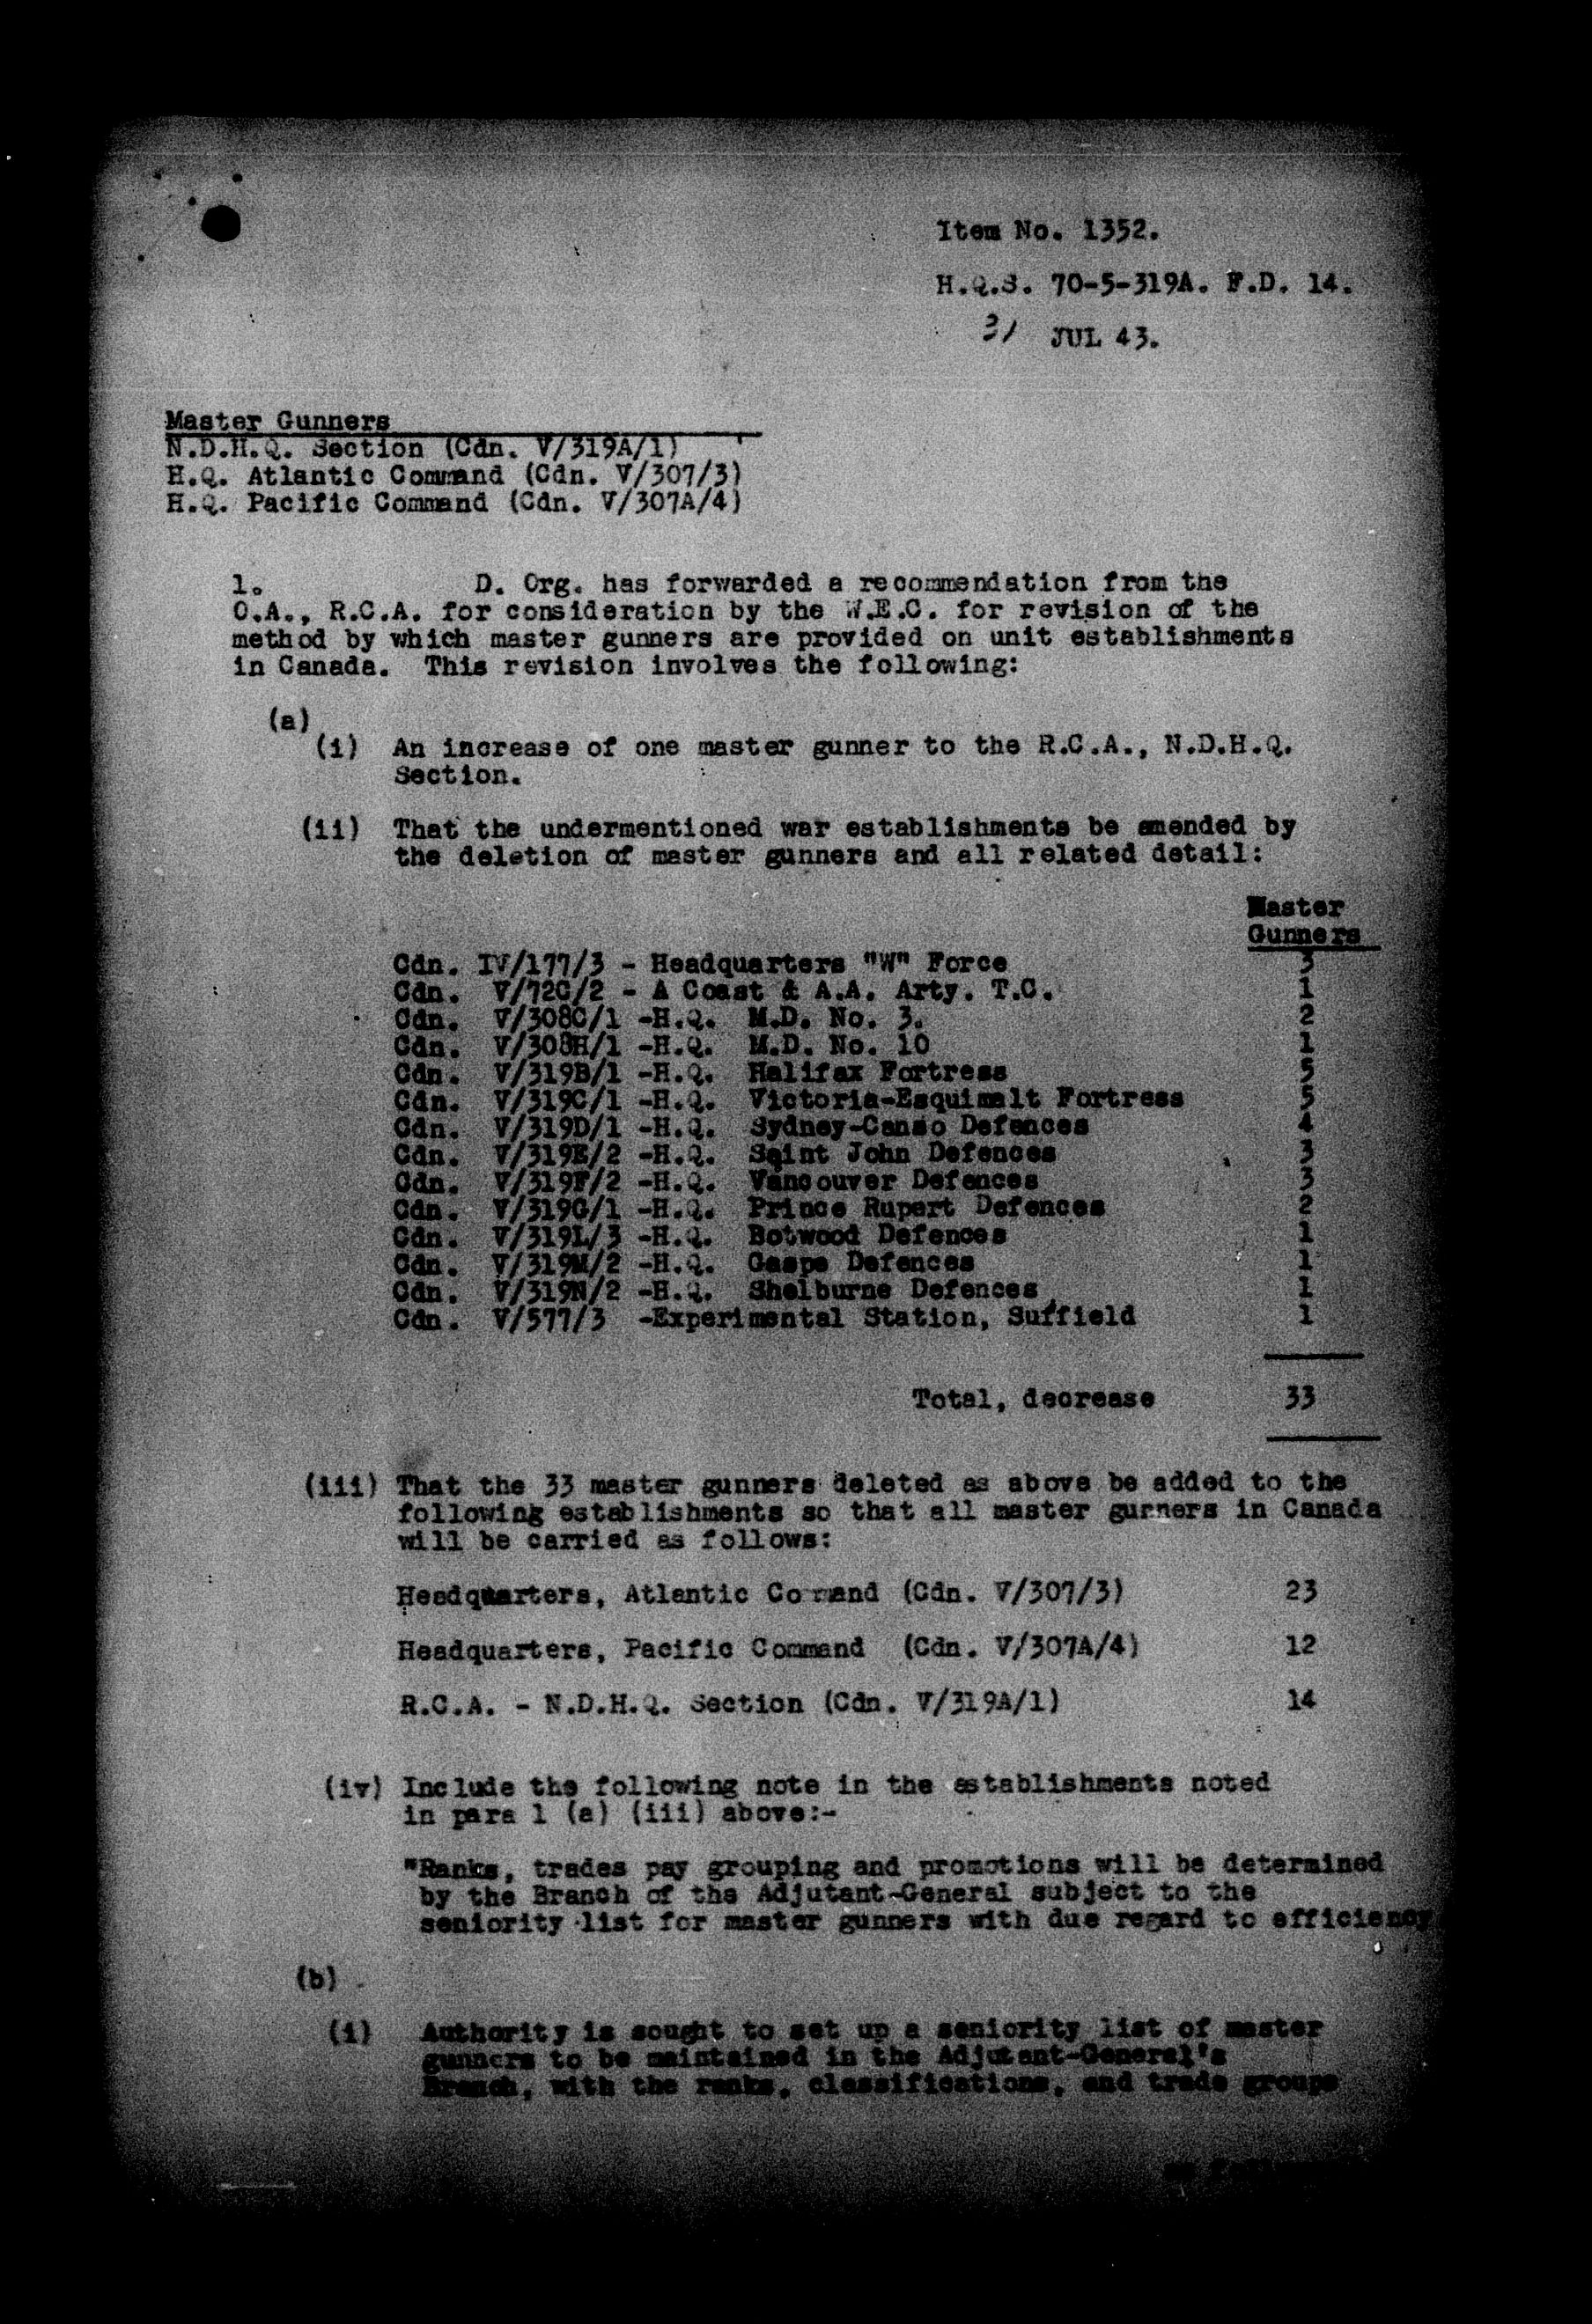 Item No. 1352.
H.Q.S. 70-5-319A. F.D. 14.
31 JUL 43.
Master Gunners
N.D.H.Q. Section (Cdn. V/319A/1)
H.Q. Atlantic Command (Cdn. V/307/3)
H.Q. Pacific Command (Cdn. V/307A/4)
1. D. Org. has forwarded a recommendation from the
O.A., R.C.A. for consideration by the W.E.C. for revision of the
method by which master gunners are provided on unit establishments
in Canada. This revision involves the following:
(a)
(i) An increase of one master gunner to the R.C.A., N.D.H.Q.
Section.
(ii) That the undermentioned war establishments be amended by
the deletion of master gunners and all related detail:
Master
Gunners
Cdn. IV/177/3 - Headquarters "W" Force 3
Cdn. V/72C/2 - A Coast & A.A. Arty. T.C. 1
Cdn. V/308C/1 -H.Q. M.D. No. 3. 2
Cdn. V/308H/1 -H.Q. M.D. No. 10 1
Cdn. V/319B/1 -H.Q. Halifax Fortress 5
Cdn. V/319C/1 -H.Q. Victoria-Esquimalt Fortress 5
Cdn. V/319D/1 -H.Q. Sydney-Canso Defences 4
Cdn. V/319E/2 -H.Q. Saint John Defences 3
Cdn. V/319F/2 -H.Q. Vancouver Defences 3
Cdn. V/319G/1 -H.Q. Prince Rupert Defences 2
Cdn. V/319L/3 -H.Q. Botwood Defences 1
Cdn. V/319M/2 -H.Q. Gaspe Defences 1
Cdn. V/319N/2 -H.Q. Shelburne Defences 1
Cdn. V/577/3 -Experimental Station, Suffield 1
Total, decrease 33
(iii) That the 33 master gunners deleted as above be added to the
following establishments so that all master gunners in Canada
will be carried as follows:
Headquarters, Atlantic Command (Cdn. V/307/3) 23
Headquarters, Pacific Command (Cdn. V/307A/4) 12
R.C.A. - N.D.H.Q. Section (Cdn. V/319A/1) 14
(iv) Include the following note in the establishments noted
in para 1 (a) (iii) above:-
"Ranks, trades pay grouping and promotions will be determined
by the Branch of the Adjutant-General subject to the
seniority list for master gunners with due regard to efficiency
(b)
(i) Authority is sought to set up a seniority list of master
gunners to be maintained in the Adjutant-General's
Branch, with the ranks, classifications, and trade groups